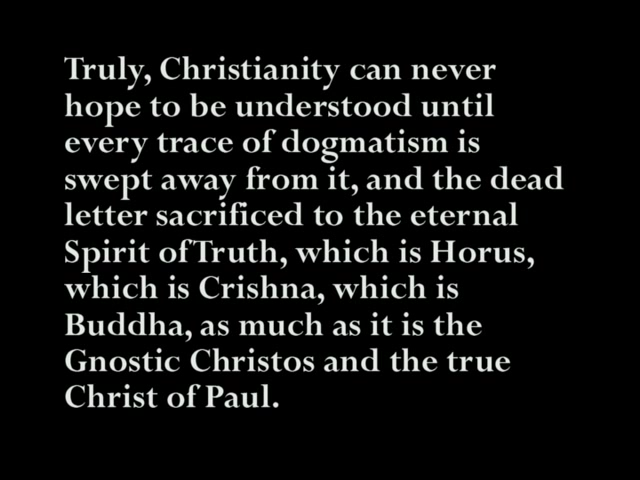 Truly, Christianity can never
hope to be understood until
every trace of dogmatism is
swept away from it, and the dead
letter sacrificed to the eternal
Spirit of Truth, which is Horus,
which is Crishna, which is
Buddha, as much as it is the
Gnostic Christos and the true
Christ of Paul.